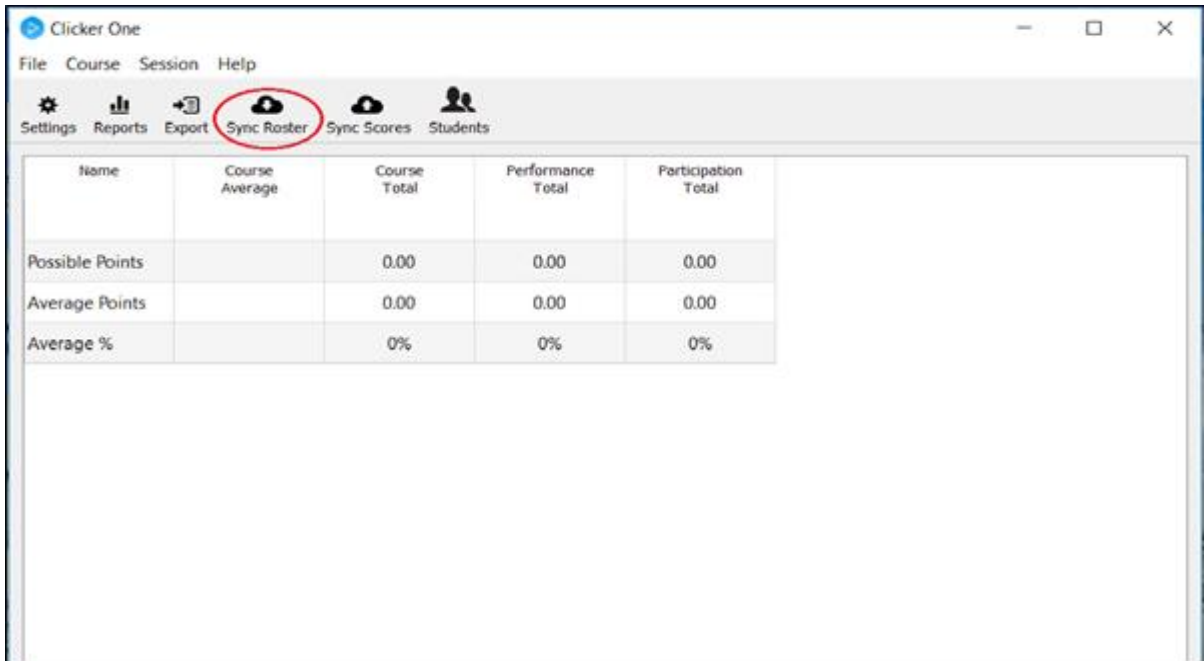 Clicker One
File Course Session Help
Settings Reports Export Sync Roster Sync Scores Students
Name Course Average Course Total Performance Total Participation Total
Possible Points 0.00 0.00 0.00
Average Points 0.00 0.00 0.00
Average % 0% 0% 0%